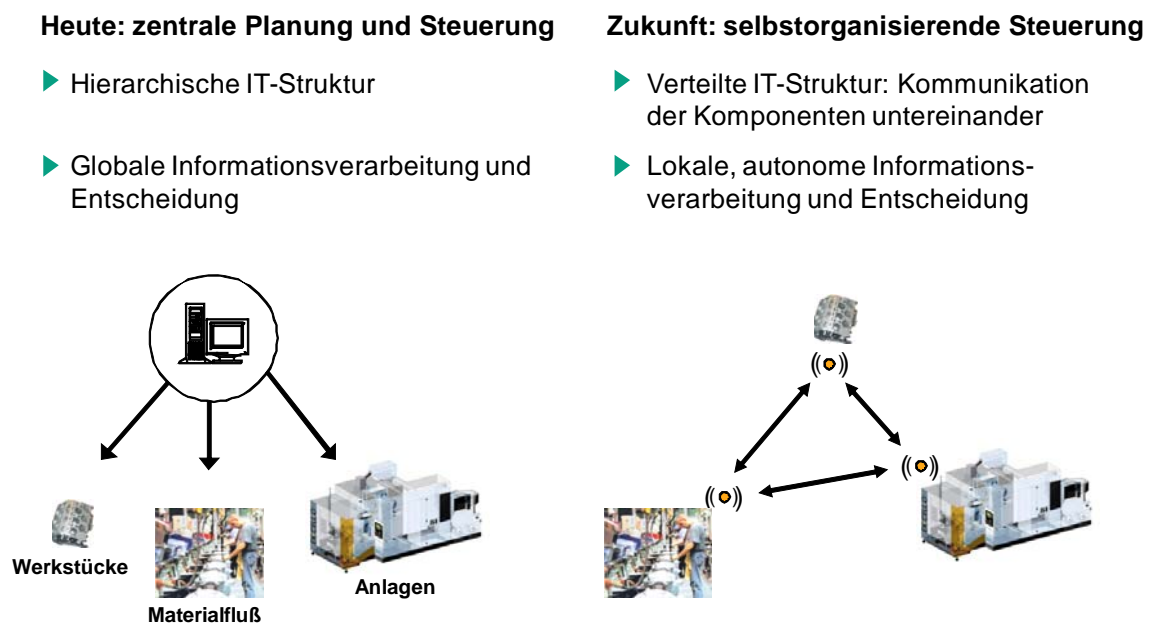 Heute: zentrale Planung und Steuerung
Hierarchische IT-Struktur
Globale Informationsverarbeitung und
Entscheidung
Werkstücke
Materialfluß
Anlagen
Zukunft: selbstorganisierende Steuerung
Verteilte IT-Struktur: Kommunikation
der Komponenten untereinander
Lokale, autonome Informations-
verarbeitung und Entscheidung